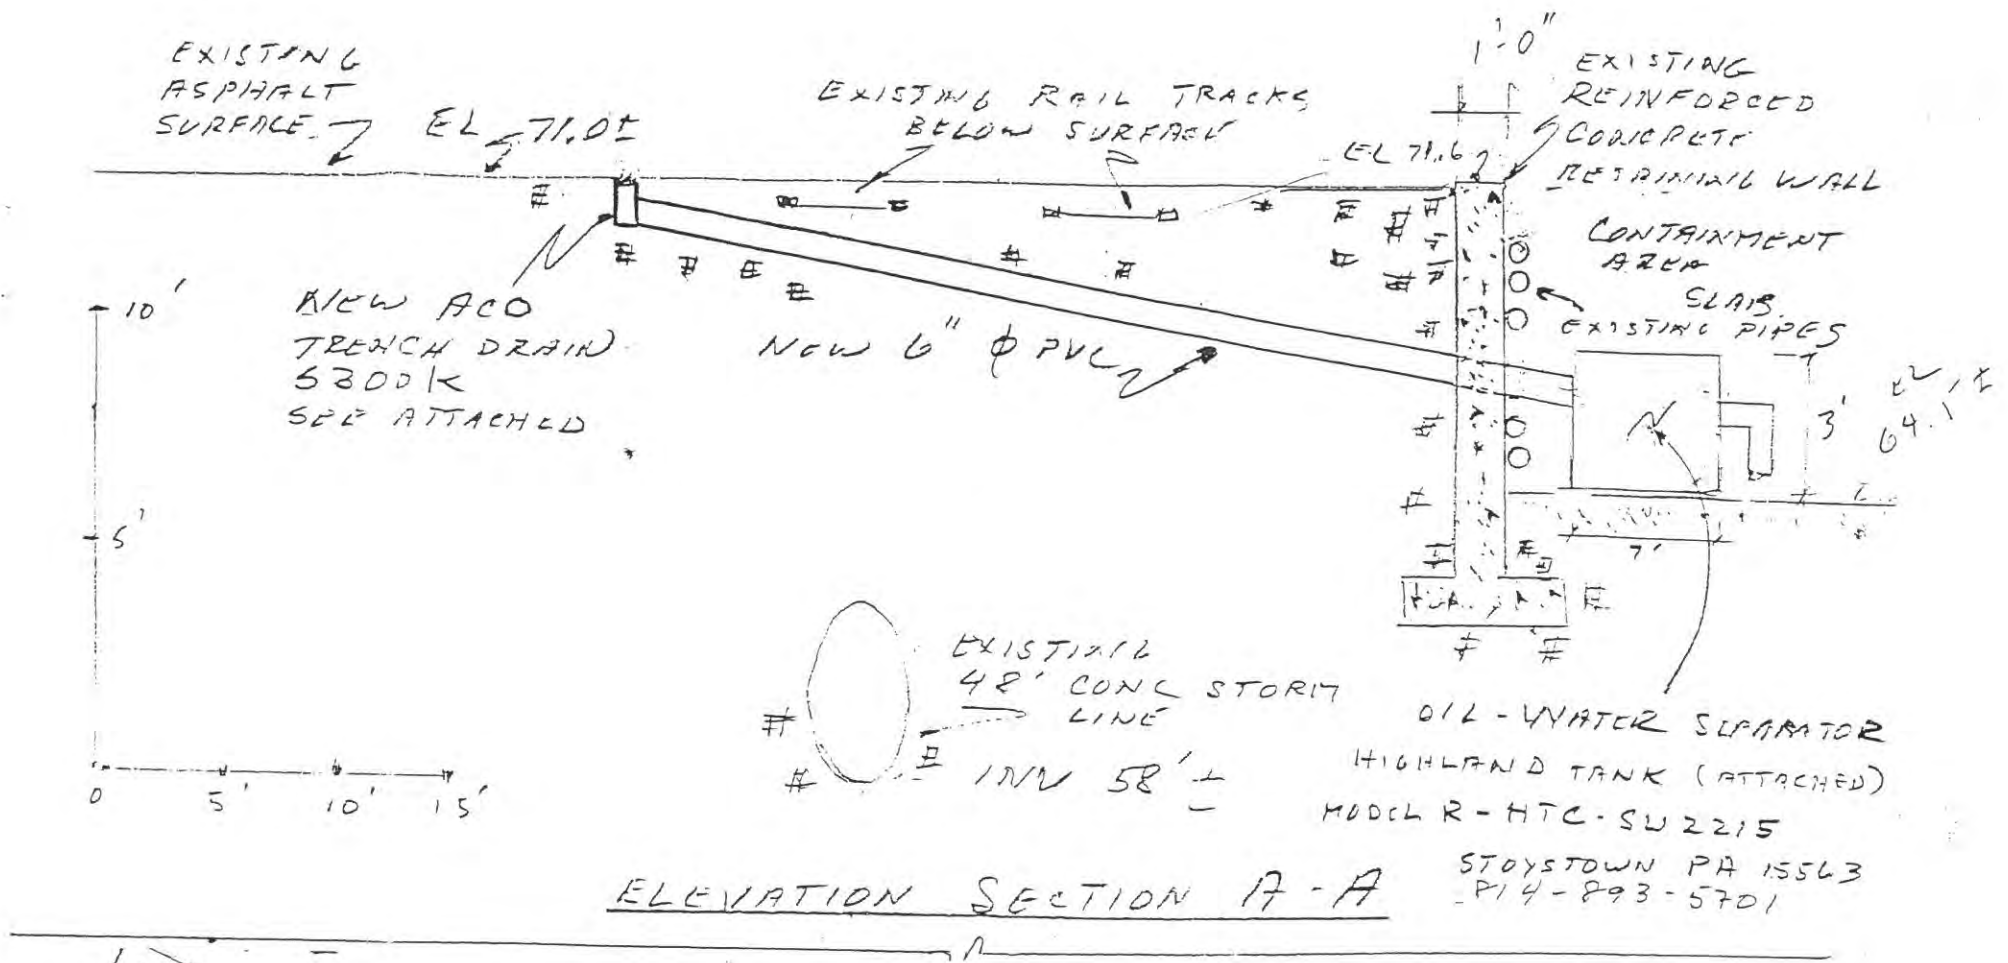 EXISTING
ASPHALT
SURFACE
EL 71.0±
EXISTING RAIL TRACKS
BELOW SURFACE
1'-0"
EL 71.6
EXISTING
REINFORCED
CONCRETE
RETAINING WALL
CONTAINMENT
AREA
SLAB
EXISTING PIPES
NEW ACO
TRENCH DRAIN
S300K
SEE ATTACHED
NEW 6" ϕ PVC
3'
EL
64.1±
7'
10'
5'
0 5' 10' 15'
EXISTING
48' CONC STORM
LINE
INV 58'±
OIL-WATER SEPARATOR
HIGHLAND TANK (ATTACHED)
MODEL R-HTC-SW2215
STOYSTOWN PA 15563
814-893-5701
ELEVATION SECTION A-A